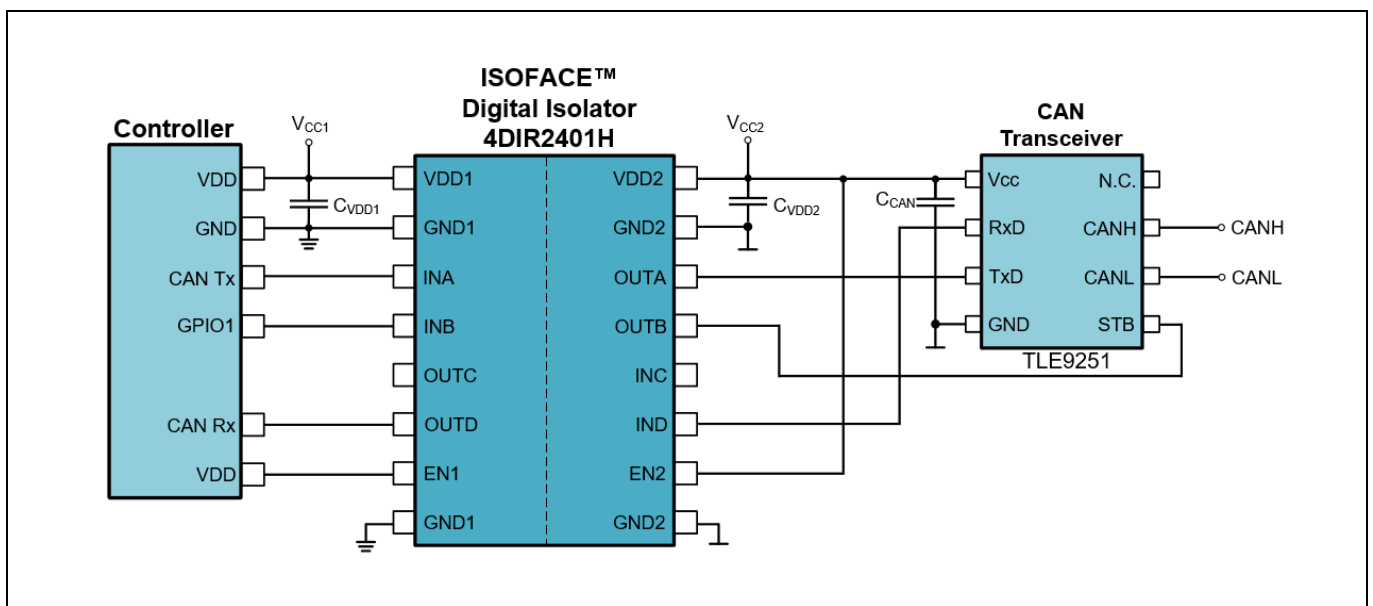 ISOFACE™
Digital Isolator
4DIR2401H
Controller
VCC1
VCC2
CAN
Transceiver
VDD
GND
CAN Tx
GPIO1
CAN Rx
VDD
CVDD1
VDD1
GND1
INA
INB
OUTC
OUTD
EN1
GND1
VDD2
GND2
OUTA
OUTB
INC
IND
EN2
GND2
CVDD2
CCAN
Vcc
RxD
TxD
GND
N.C.
CANH
CANL
STB
TLE9251
CANH
CANL